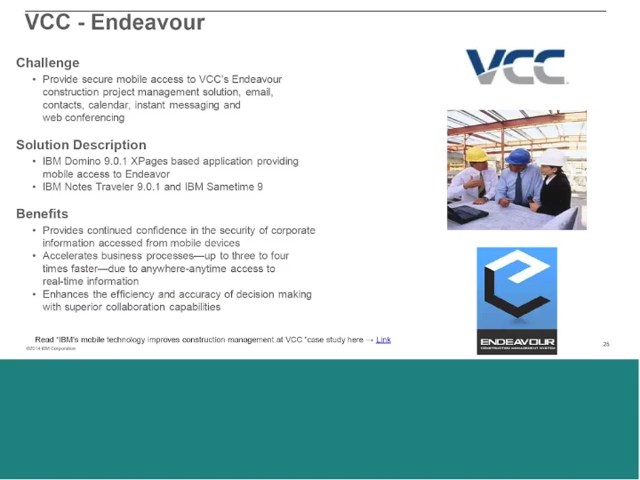 VCC - Endeavour
Challenge
• Provide secure mobile access to VCC's Endeavour
construction project management solution, email,
contacts, calendar, instant messaging and
web conferencing
Solution Description
• IBM Domino 9.0.1 XPages based application providing
mobile access to Endeavor
• IBM Notes Traveler 9.0.1 and IBM Sametime 9
Benefits
• Provides continued confidence in the security of corporate
information accessed from mobile devices
• Accelerates business processes—up to three to four
times faster—due to anywhere-anytime access to
real-time information
• Enhances the efficiency and accuracy of decision making
with superior collaboration capabilities
VCC
ENDEAVOUR
CONSTRUCTION MANAGEMENT SYSTEM
Read "IBM's mobile technology improves construction management at VCC "case study here → Link
©2014 IBM Corporation
25